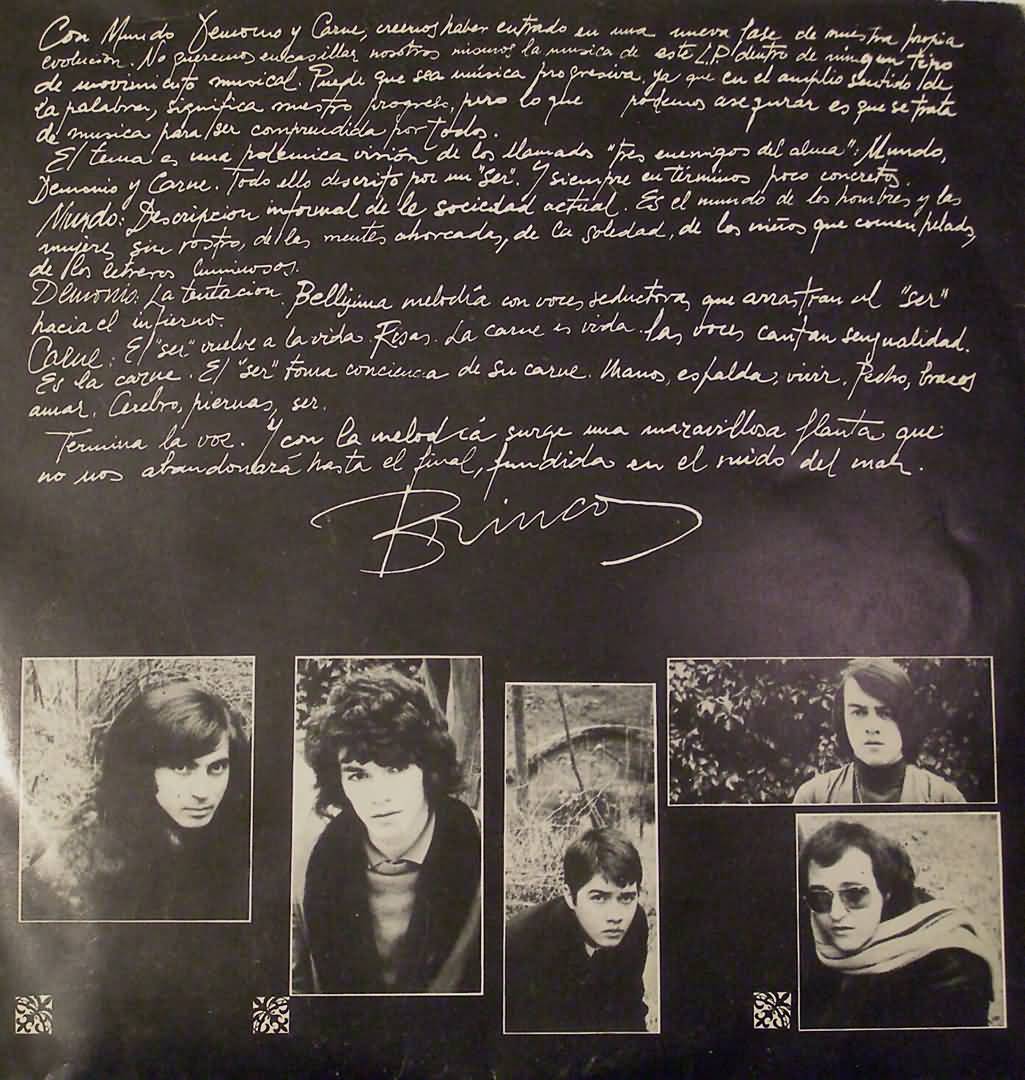 Con Mundo Demonio y Carne, creemos haber entrado en una nueva fase de nuestra propia
evolución. No queremos encasillar nosotros mismos la musica de este L.P. dentro de ningun tipo
de movimiento musical. Puede que sea música progresiva, ya que en el amplio sentido de
la palabra, significa nuestro progreso, pero lo que podemos asegurar es que se trata
de musica para ser comprendida por todos.
El tema es una polemica visión de los llamados "tres enemigos del alma": Mundo,
Demonio y Carne. Todo ello descrito por un "ser". Y siempre en términos poco concretos.
Mundo: Descripcion informal de la sociedad actual. Es el mundo de los hombres y las
mujeres sin rostro, de las mentes ahorcadas, de la soledad, de los niños que comen helados,
de los letreros luminosos.
Demonio: La tentacion. Bellisima melodía con voces seductoras que arrastran al "ser"
hacia el infierno.
Carne: El "ser" vuelve a la vida. Risas. La carne es vida. Las voces cantan sensualidad.
Es la carne. El "ser" toma conciencia de su carne. Manos, espalda, vivir. Pecho, brazos
amar. Cerebro, piernas, ser.
Termina la voz. Y con la melodía surge una maravillosa flauta que
no nos abandonará hasta el final, fundida en el ruido del mar.
Brincos